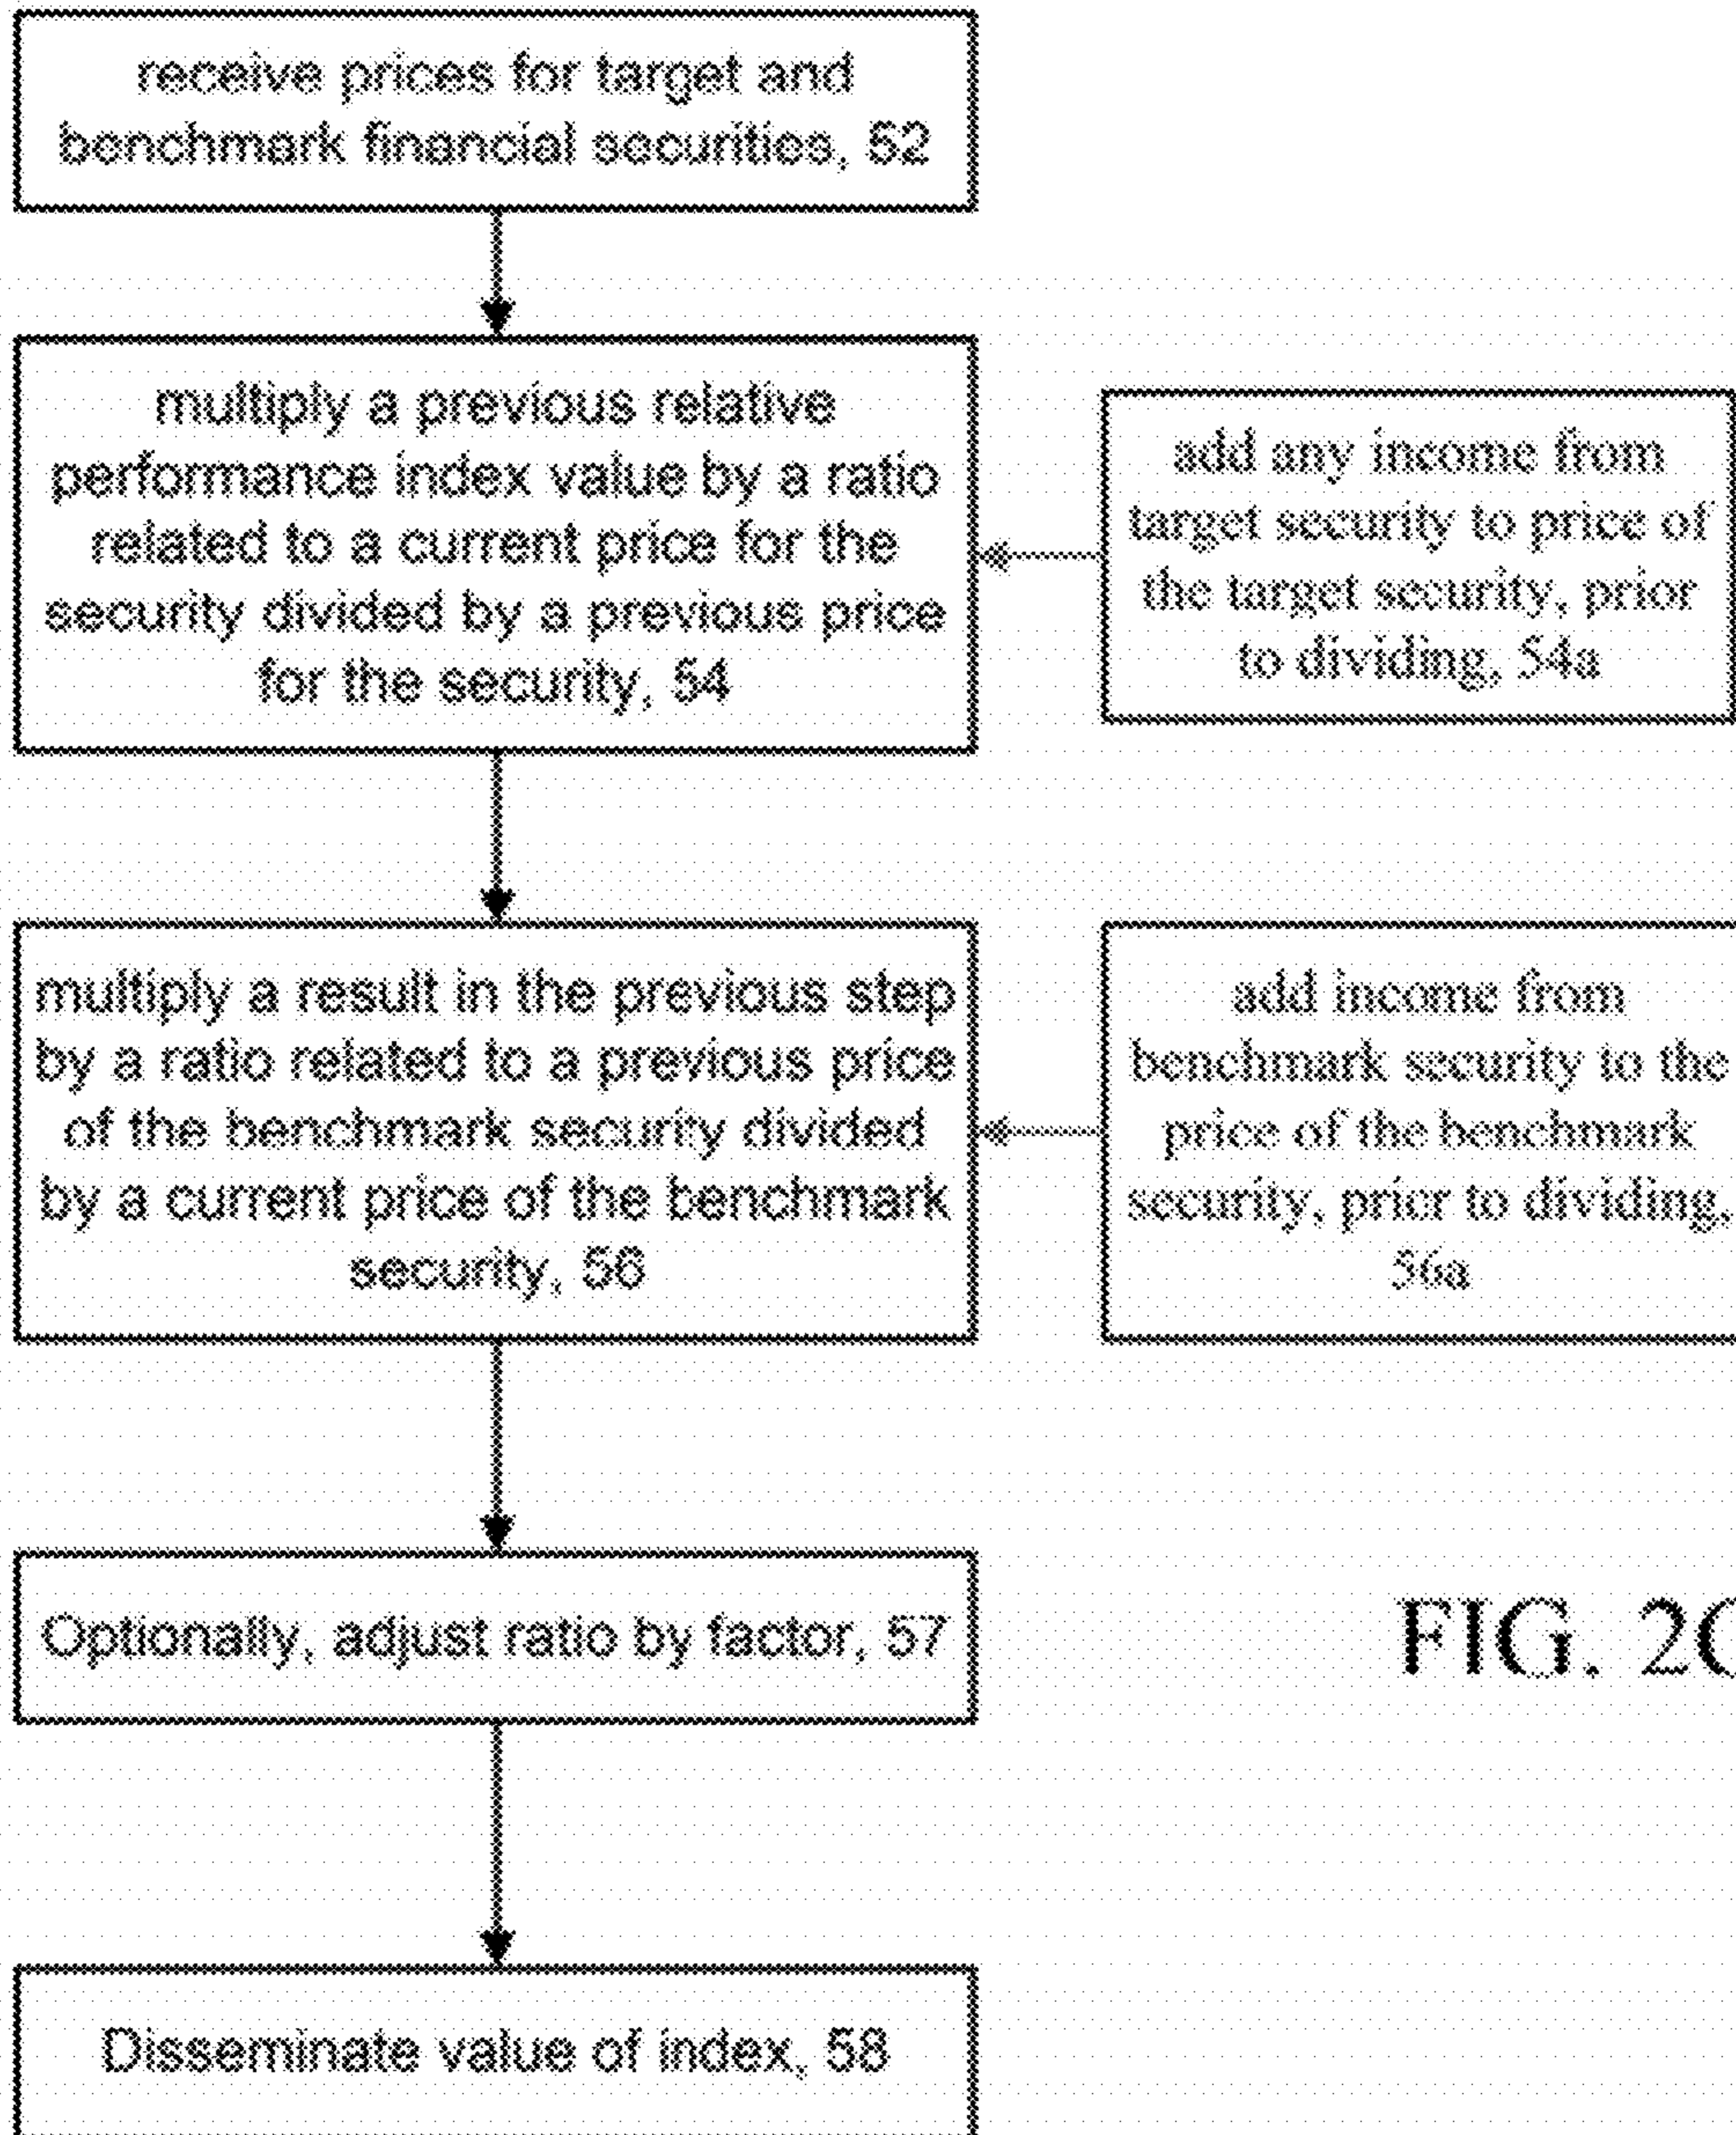 receive prices for target and
benchmark financial securities, 52
multiply a previous relative
performance index value by a ratio
related to a current price for the
security divided by a previous price
for the security, 54
add any income from
target security to price of
the target security, prior
to dividing, 54a
multiply a result in the previous step
by a ratio related to a previous price
of the benchmark security divided
by a current price of the benchmark
security, 56
add income from
benchmark security to the
price of the benchmark
security, prior to dividing,
56a
Optionally, adjust ratio by factor, 57
FIG.
Disseminate value of index, 58